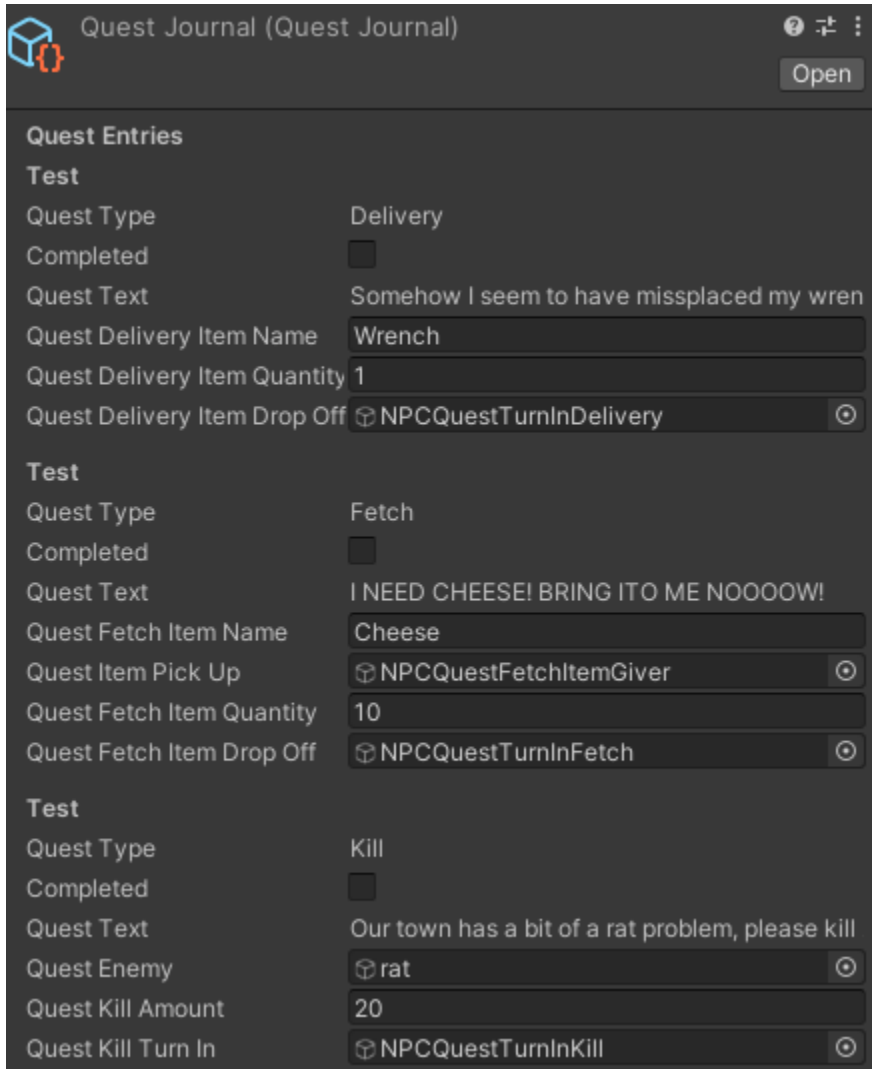 Quest Journal (Quest Journal)
Open
Quest Entries
Test
Quest Type Delivery
Completed
Quest Text Somehow I seem to have missplaced my wren
Quest Delivery Item Name Wrench
Quest Delivery Item Quantity 1
Quest Delivery Item Drop Off NPCQuestTurnInDelivery
Test
Quest Type Fetch
Completed
Quest Text I NEED CHEESE! BRING ITO ME NOOOOW!
Quest Fetch Item Name Cheese
Quest Item Pick Up NPCQuestFetchItemGiver
Quest Fetch Item Quantity 10
Quest Fetch Item Drop Off NPCQuestTurnInFetch
Test
Quest Type Kill
Completed
Quest Text Our town has a bit of a rat problem, please kill
Quest Enemy rat
Quest Kill Amount 20
Quest Kill Turn In NPCQuestTurnInKill